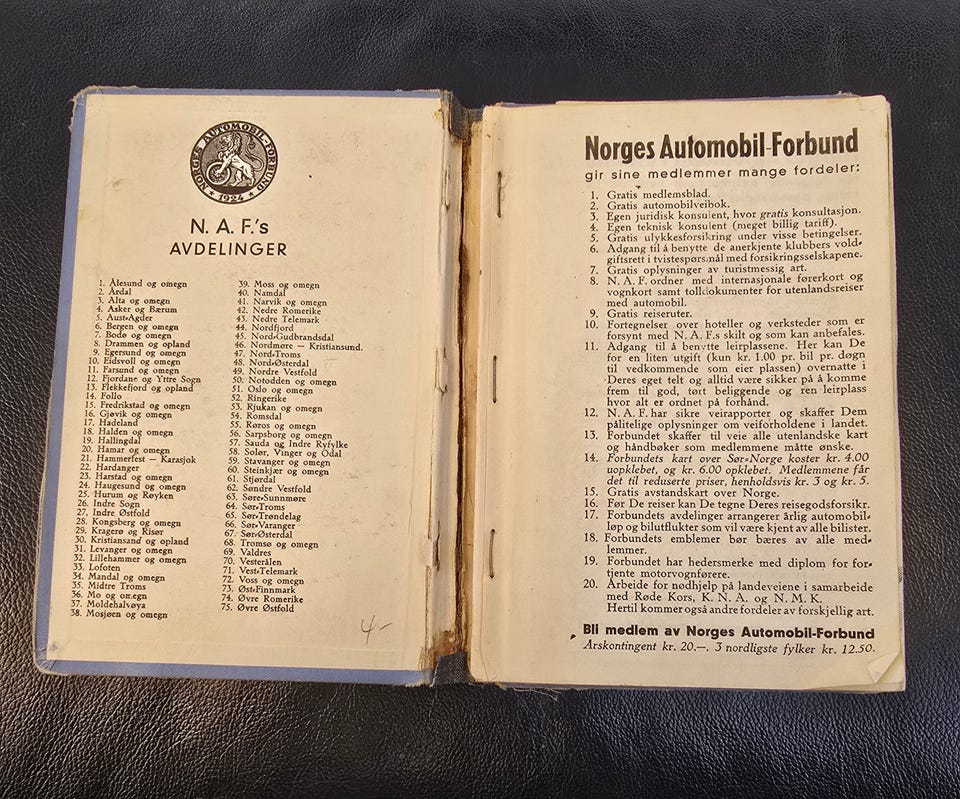 NORGES AUTOMOBIL-FORBUND
★ 1924 ★
N. A. F.'s
AVDELINGER
1. Ålesund og omegn
2. Årdal
3. Alta og omegn
4. Asker og Bærum
5. Aust-Agder
6. Bergen og omegn
7. Bodø og omegn
8. Drammen og opland
9. Egersund og omegn
10. Eidsvoll og omegn
11. Farsund og omegn
12. Fjordane og Yttre Sogn
13. Flekkefjord og opland
14. Follo
15. Fredrikstad og omegn
16. Gjøvik og omegn
17. Hadeland
18. Halden og omegn
19. Hallingdal
20. Hamar og omegn
21. Hammerfest — Karasjok
22. Hardanger
23. Harstad og omegn
24. Haugesund og omegn
25. Hurum og Røyken
26. Indre Sogn
27. Indre Østfold
28. Kongsberg og omegn
29. Kragerø og Risør
30. Kristiansand og opland
31. Levanger og omegn
32. Lillehammer og omegn
33. Lofoten
34. Mandal og omegn
35. Midtre Troms
36. Mo og omegn
37. Moldehalvøya
38. Mosjøen og omegn
39. Moss og omegn
40. Namdal
41. Narvik og omegn
42. Nedre Romerike
43. Nedre Telemark
44. Nordfjord
45. Nord-Gudbrandsdal
46. Nordmøre — Kristiansund.
47. Nord-Troms
48. Nord-Østerdal
49. Nordre Vestfold
50. Notodden og omegn
51. Oslo og omegn
52. Ringerike
53. Rjukan og omegn
54. Romsdal
55. Røros og omegn
56. Sarpsborg og omegn
57. Sauda og Indre Ryfylke
58. Solør, Vinger og Odal
59. Stavanger og omegn
60. Steinkjær og omegn
61. Stjørdal
62. Søndre Vestfold
63. Søre-Sunnmøre
64. Sør-Troms
65. Sør-Trøndelag
66. Sør-Varanger
67. Sør-Østerdal
68. Tromsø og omegn
69. Valdres
70. Vesterålen
71. Vest-Telemark
72. Voss og omegn
73. Øst-Finnmark
74. Øvre Romerike
75. Øvre Østfold
4-
Norges Automobil-Forbund
gir sine medlemmer mange fordeler:
1. Gratis medlemsblad.
2. Gratis automobilveibok.
3. Egen juridisk konsulent, hvor gratis konsultasjon.
4. Egen teknisk konsulent (meget billig tariff).
5. Gratis ulykkesforsikring under visse betingelser.
6. Adgang til å benytte de anerkjente klubbers vold-
giftsrett i tvistespørsmål med forsikringsselskapene.
7. Gratis oplysninger av turistmessig art.
8. N. A. F. ordner med internasjonale førerkort og
vognkort samt tolldokumenter for utenlandsreiser
med automobil.
9. Gratis reiseruter.
10. Fortegnelser over hoteller og verksteder som er
forsynt med N. A. F.s skilt og som kan anbefales.
11. Adgang til å benytte leirplassene. Her kan De
for en liten utgift (kun kr. 1.00 pr. bil pr. døgn
til vedkommende som eier plassen) overnatte i
Deres eget telt og alltid være sikker på å komme
frem til god, tørt beliggende og ren leirplass
hvor alt er ordnet på forhånd.
12. N. A. F. har sikre veirapporter og skaffer Dem
pålitelige oplysninger om veiforholdene i landet.
13. Forbundet skaffer til veie alle utenlandske kart
og håndbøker som medlemmene måtte ønske.
14. Forbundets kart over Sør-Norge koster kr. 4.00
uopklebet, og kr. 6.00 opklebet. Medlemmene får
det til reduserte priser, henholdsvis kr. 3 og kr. 5.
15. Gratis avstandskart over Norge.
16. Før De reiser kan De tegne Deres reisegodsforsikr.
17. Forbundets avdelinger arrangerer årlig automobil-
løp og bilutflukter som vil være kjent av alle bilister.
18. Forbundets emblemer bør bæres av alle med-
lemmer.
19. Forbundet har hedersmerke med diplom for for-
tjente motorvognførere.
20. Arbeide for nødhjelp på landeveiene i samarbeide
med Røde Kors, K. N. A. og N. M. K.
Hertil kommer også andre fordeler av forskjellig art.
Bli medlem av Norges Automobil-Forbund
Årskontingent kr. 20.—. 3 nordligste fylker kr. 12.50.